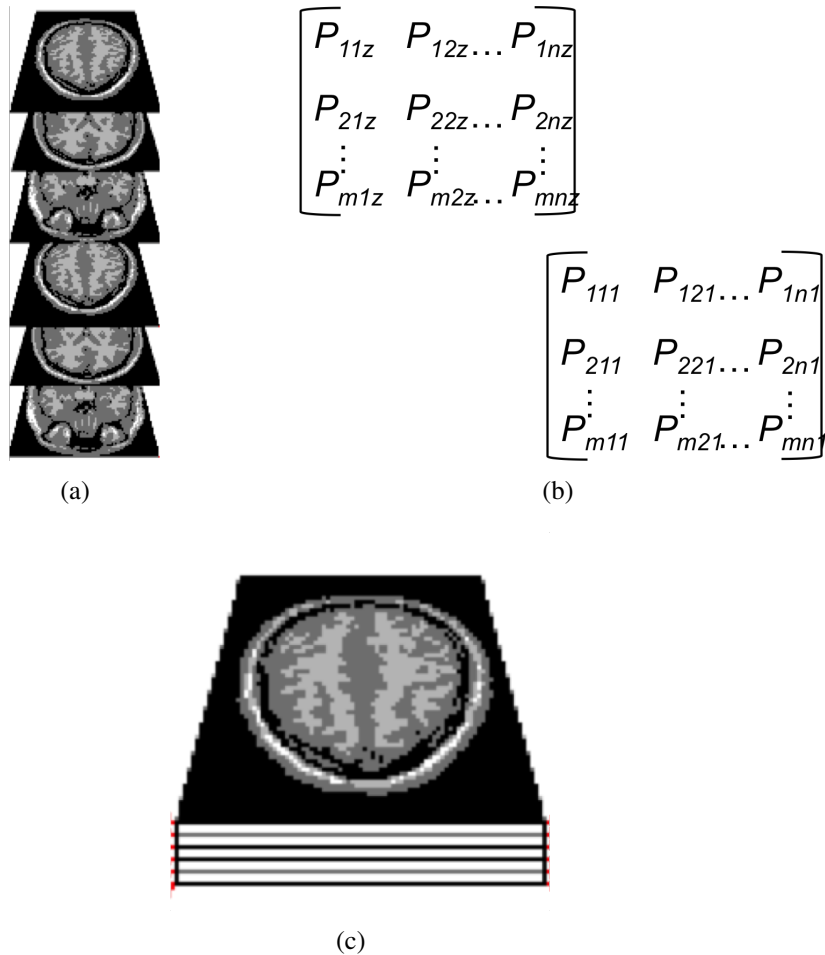 P11z P12z ... P1nz
P21z P22z ... P2nz
⋮ ⋮ ⋮
Pm1z Pm2z ... Pmnz
P111 P121 ... P1n1
P211 P221 ... P2n1
⋮ ⋮ ⋮
Pm11 Pm21 ... Pmn1
(a) (b)
(c)